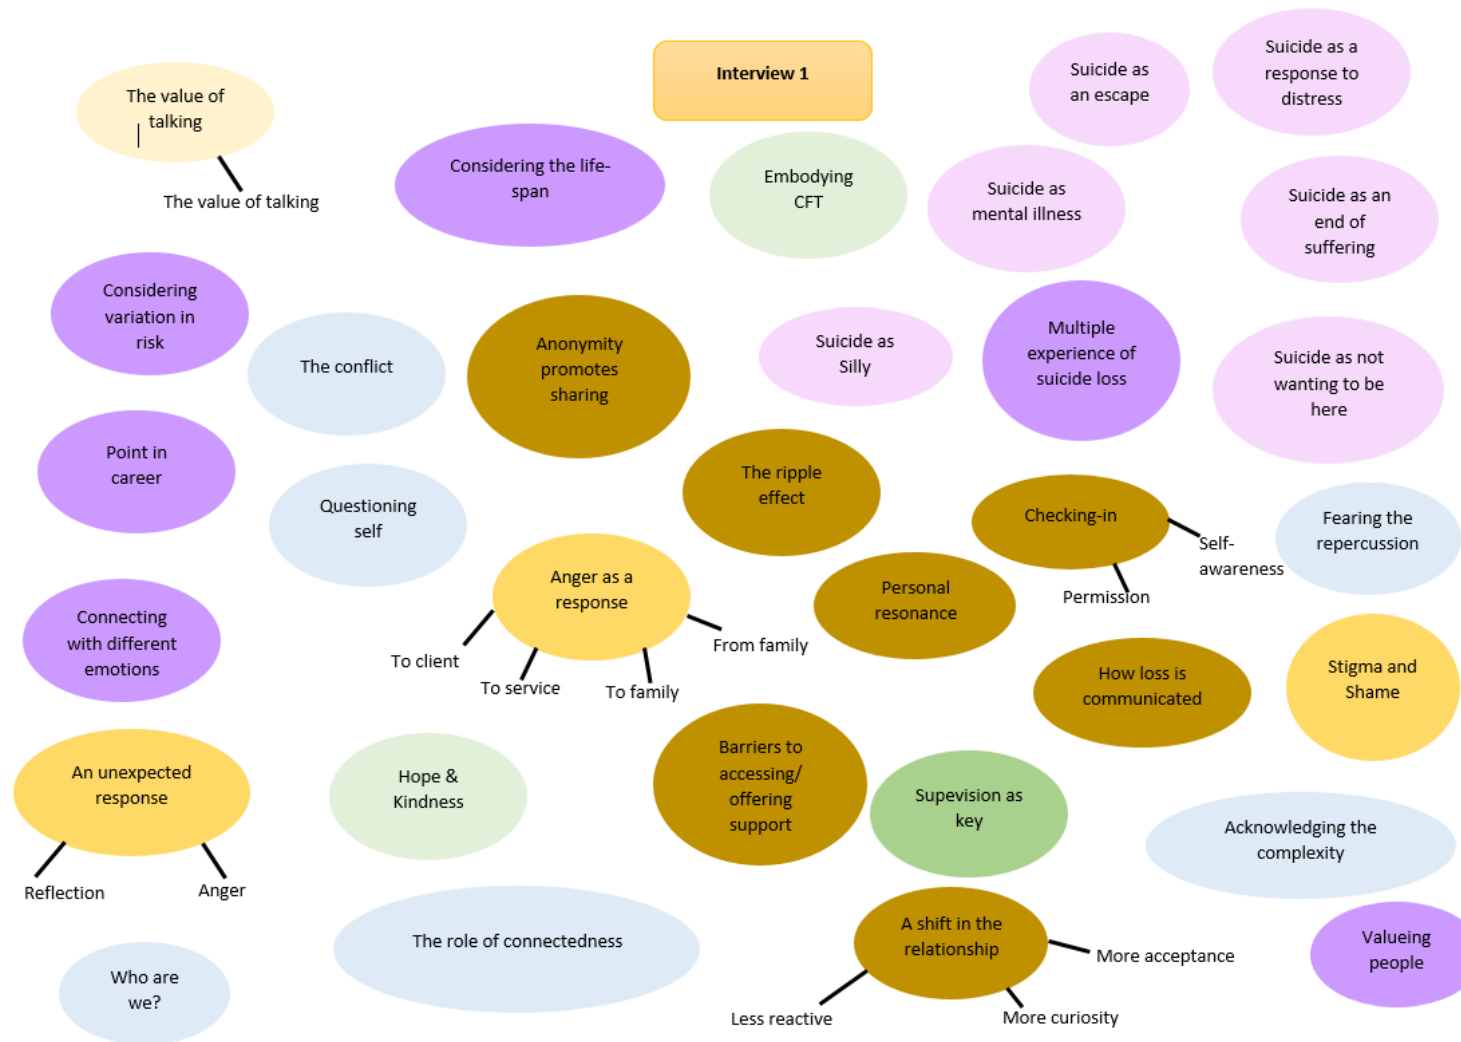 Interview 1
The value of
talking
The value of talking
Considering the life-
span
Embodying
CFT
Suicide as
an escape
Suicide as a
response to
distress
Suicide as
mental illness
Suicide as an
end of
suffering
Considering
variation in
risk
The conflict
Anonymity
promotes
sharing
Suicide as
Silly
Multiple
experience of
suicide loss
Suicide as not
wanting to be
here
Point in
career
Questioning
self
The ripple
effect
Checking-in
Self-
awareness
Permission
Fearing the
repercussion
Connecting
with different
emotions
Anger as a
response
To client
To service
To family
From family
Personal
resonance
How loss is
communicated
Stigma and
Shame
An unexpected
response
Reflection
Anger
Hope &
Kindness
Barriers to
accessing/
offering
support
Supevision as
key
Acknowledging the
complexity
Who are
we?
The role of connectedness
A shift in the
relationship
Less reactive
More curiosity
More acceptance
Valueing
people